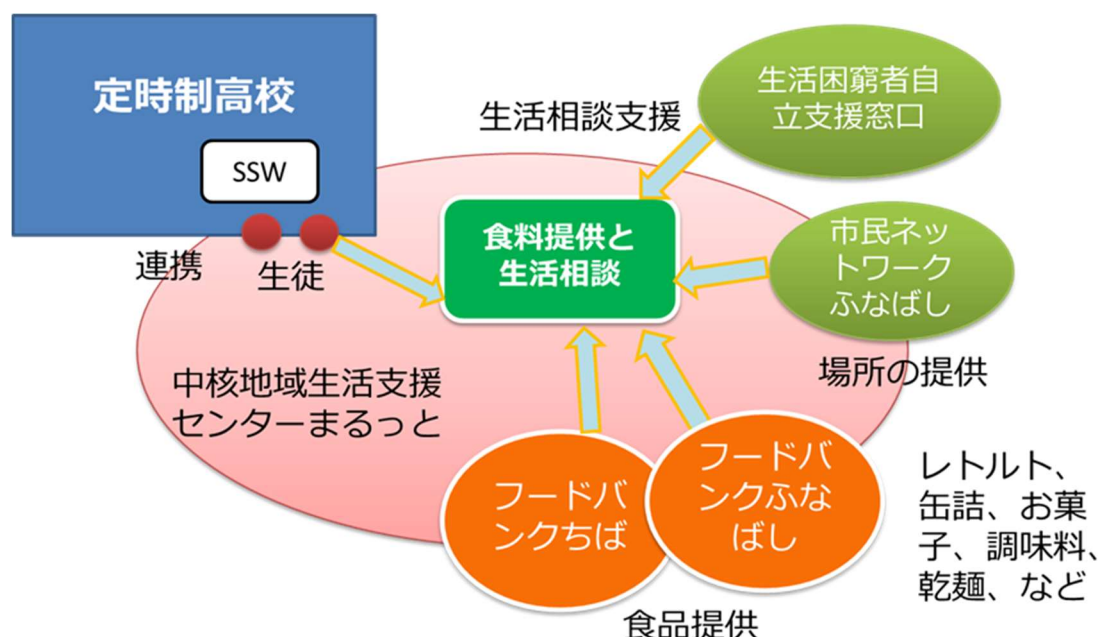 定時制高校
SSW
連携
生徒
生活相談支援
生活困窮者自
立支援窓口
食料提供と
生活相談
市民ネッ
トワーク
ふなばし
場所の提供
中核地域生活支援
センターまるっと
フードバ
ンクちば
フードバ
ンクふな
ばし
食品提供
レトルト、
缶詰、お菓
子、調味料、
乾麺、など